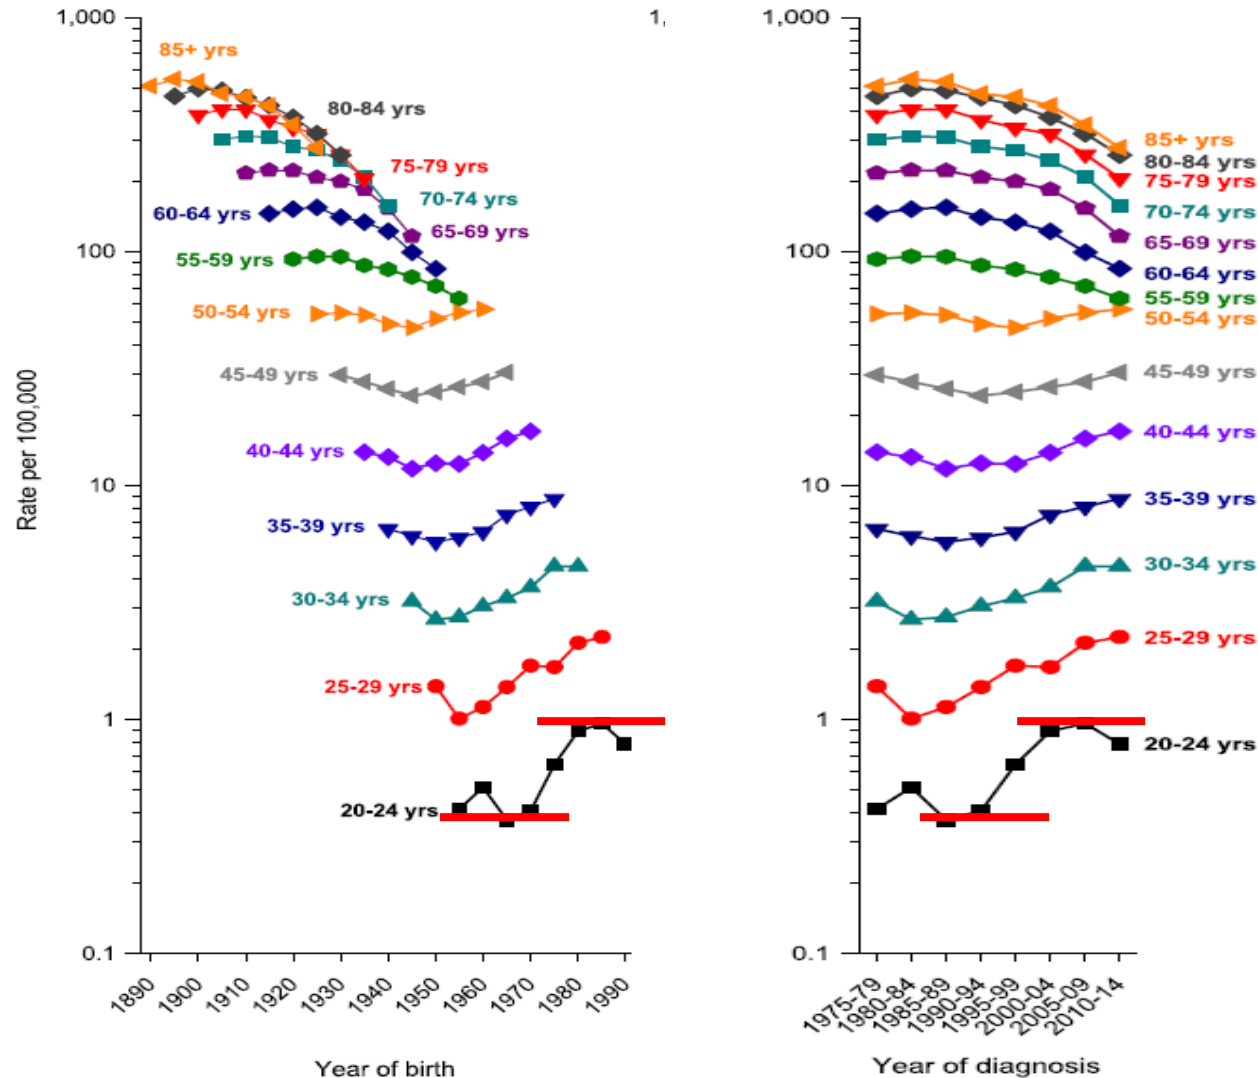 1,000
85+ yrs
80-84 yrs
75-79 yrs
70-74 yrs
60-64 yrs
65-69 yrs
100
55-59 yrs
50-54 yrs
45-49 yrs
40-44 yrs
10
35-39 yrs
30-34 yrs
25-29 yrs
1
20-24 yrs
0.1
Rate per 100,000
1890
1900
1910
1920
1930
1940
1950
1960
1970
1980
1990
Year of birth
1,
1,000
85+ yrs
80-84 yrs
75-79 yrs
70-74 yrs
65-69 yrs
100
60-64 yrs
55-59 yrs
50-54 yrs
45-49 yrs
40-44 yrs
10
35-39 yrs
30-34 yrs
25-29 yrs
1
20-24 yrs
0.1
1975-79
1980-84
1985-89
1990-94
1995-99
2000-04
2005-09
2010-14
Year of diagnosis